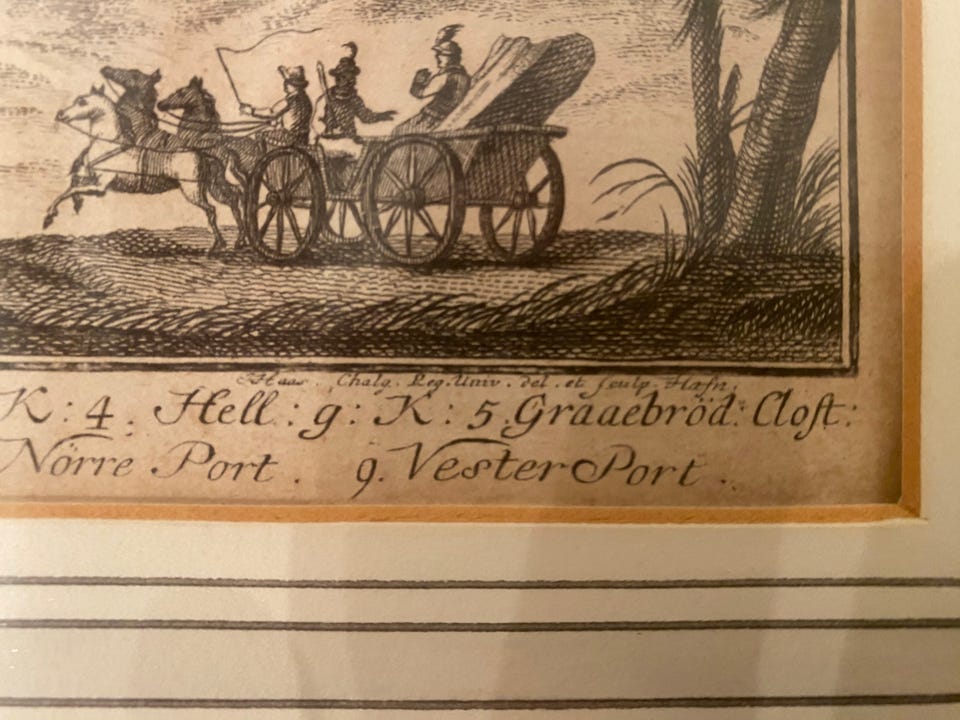 Haas. Chalg. Reg. Univ. del. et sculp. Hafn.
K: 4. Hell: g: K: 5. Graaebröd: Clost:
Nörre Port. 9. Vester Port.